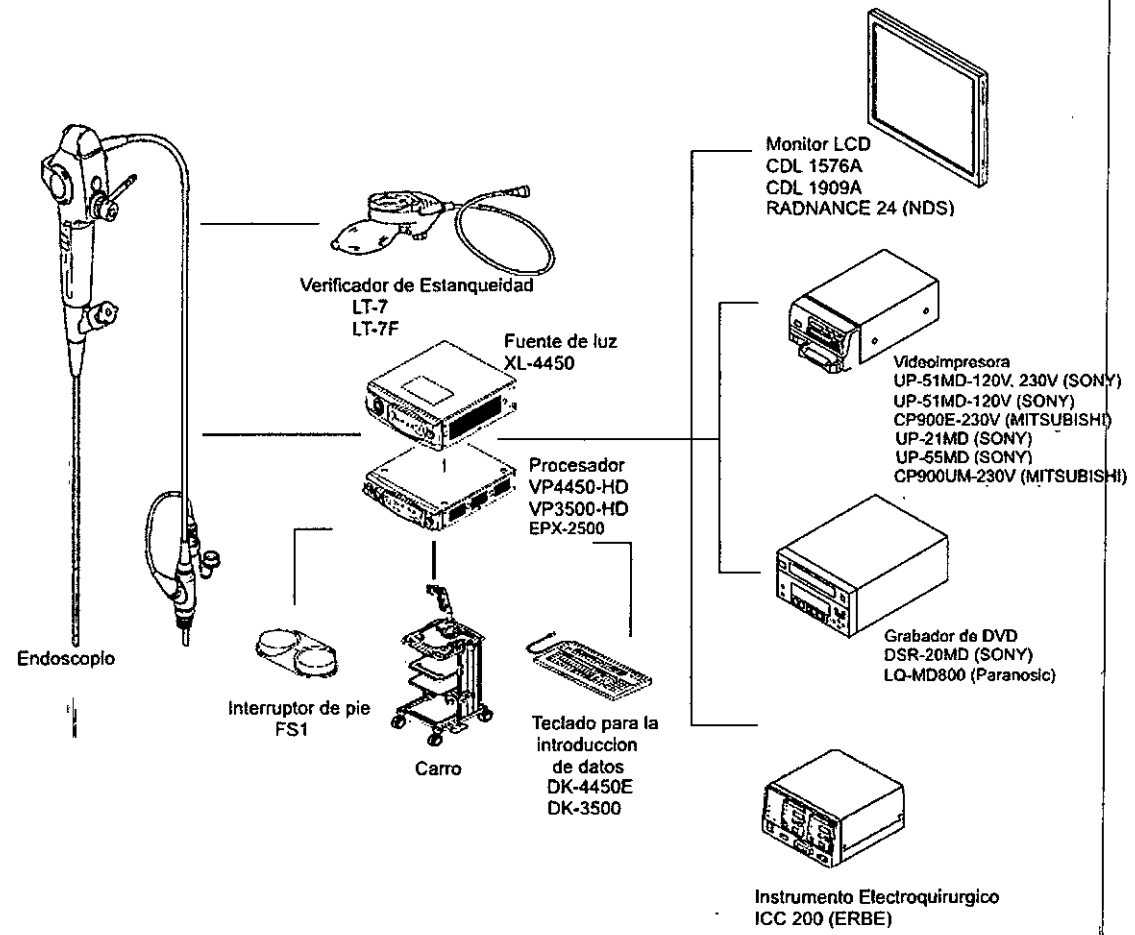 Monitor LCD
CDL 1576A
CDL 1909A
RADNANCE 24 (NDS)
Verificador de Estanqueidad
LT-7
LT-7F
Fuente de luz
XL-4450
Videoimpresora
UP-51MD-120V, 230V (SONY)
UP-51MD-120V (SONY)
CP900E-230V (MITSUBISHI)
UP-21MD (SONY)
UP-55MD (SONY)
CP900UM-230V (MITSUBISHI)
Procesador
VP4450-HD
VP3500-HD
EPX-2500
Grabador de DVD
DSR-20MD (SONY)
LQ-MD800 (Paranosic)
Endoscopio
Interruptor de pie
FS1
Carro
Teclado para la
introduccion
de datos
DK-4450E
DK-3500
Instrumento Electroquirurgico
ICC 200 (ERBE)